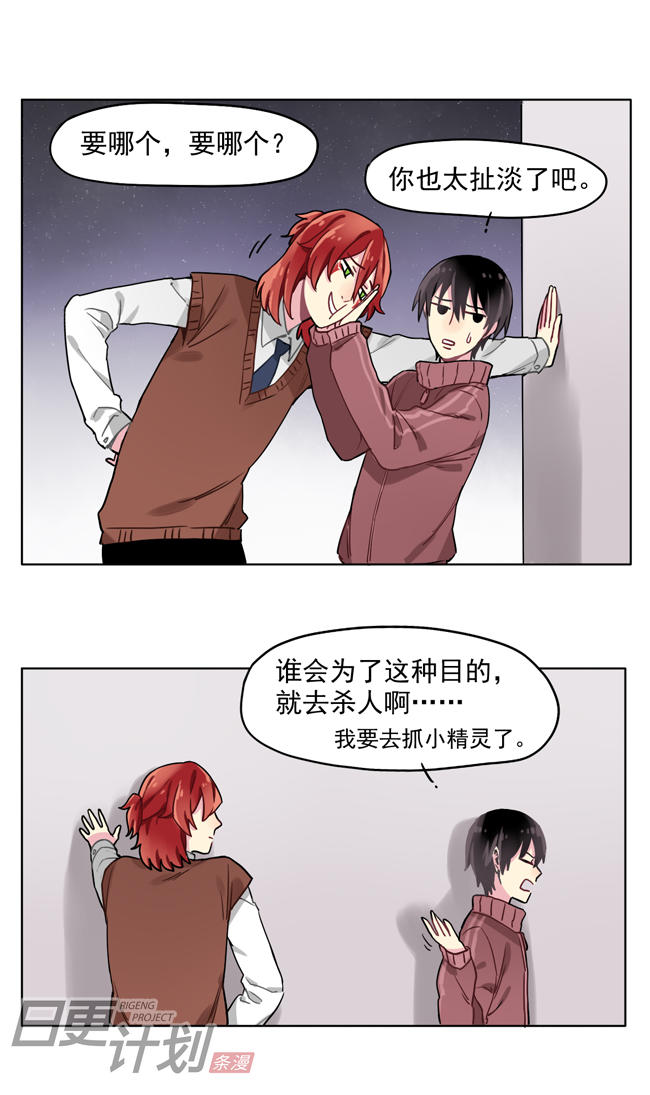 要哪个，要哪个？
你也太扯淡了吧。
谁会为了这种目的，
就去杀人啊……
我要去抓小精灵了。
日更
RIGENG
PROJECT
计划
条漫